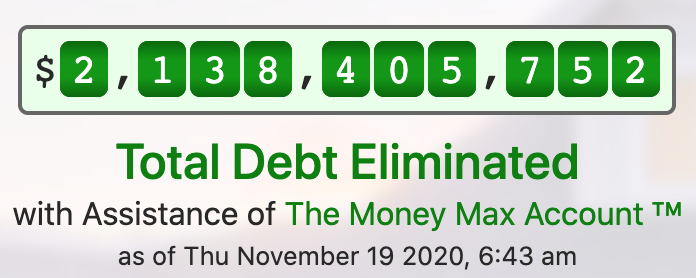 $2,138,405,752
Total Debt Eliminated
with Assistance of The Money Max Account ™
as of Thu November 19 2020, 6:43 am